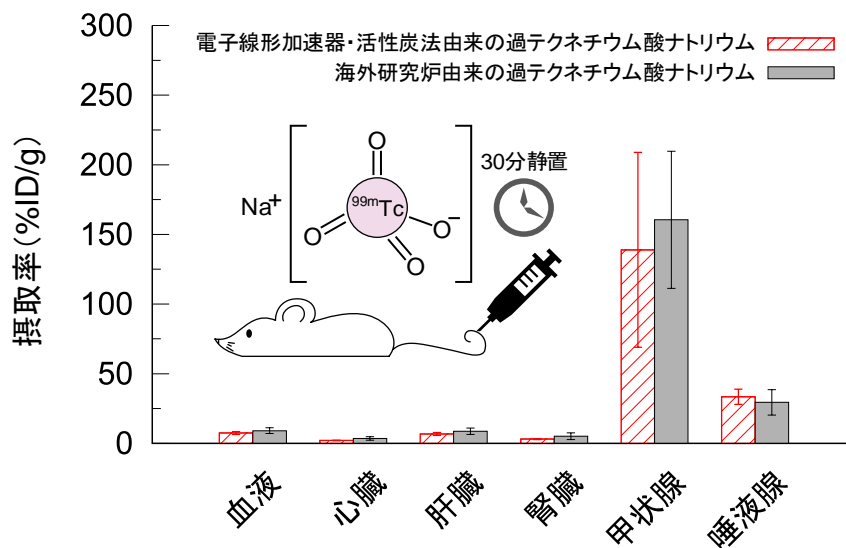 摂取率(%ID/g)
300
250
200
150
100
50
0
電子線形加速器・活性炭法由来の過テクネチウム酸ナトリウム
海外研究炉由来の過テクネチウム酸ナトリウム
30分静置
Na⁺
O
O
⁹⁹ᵐTc
O⁻
O
血液
心臓
肝臓
腎臓
甲状腺
唾液腺